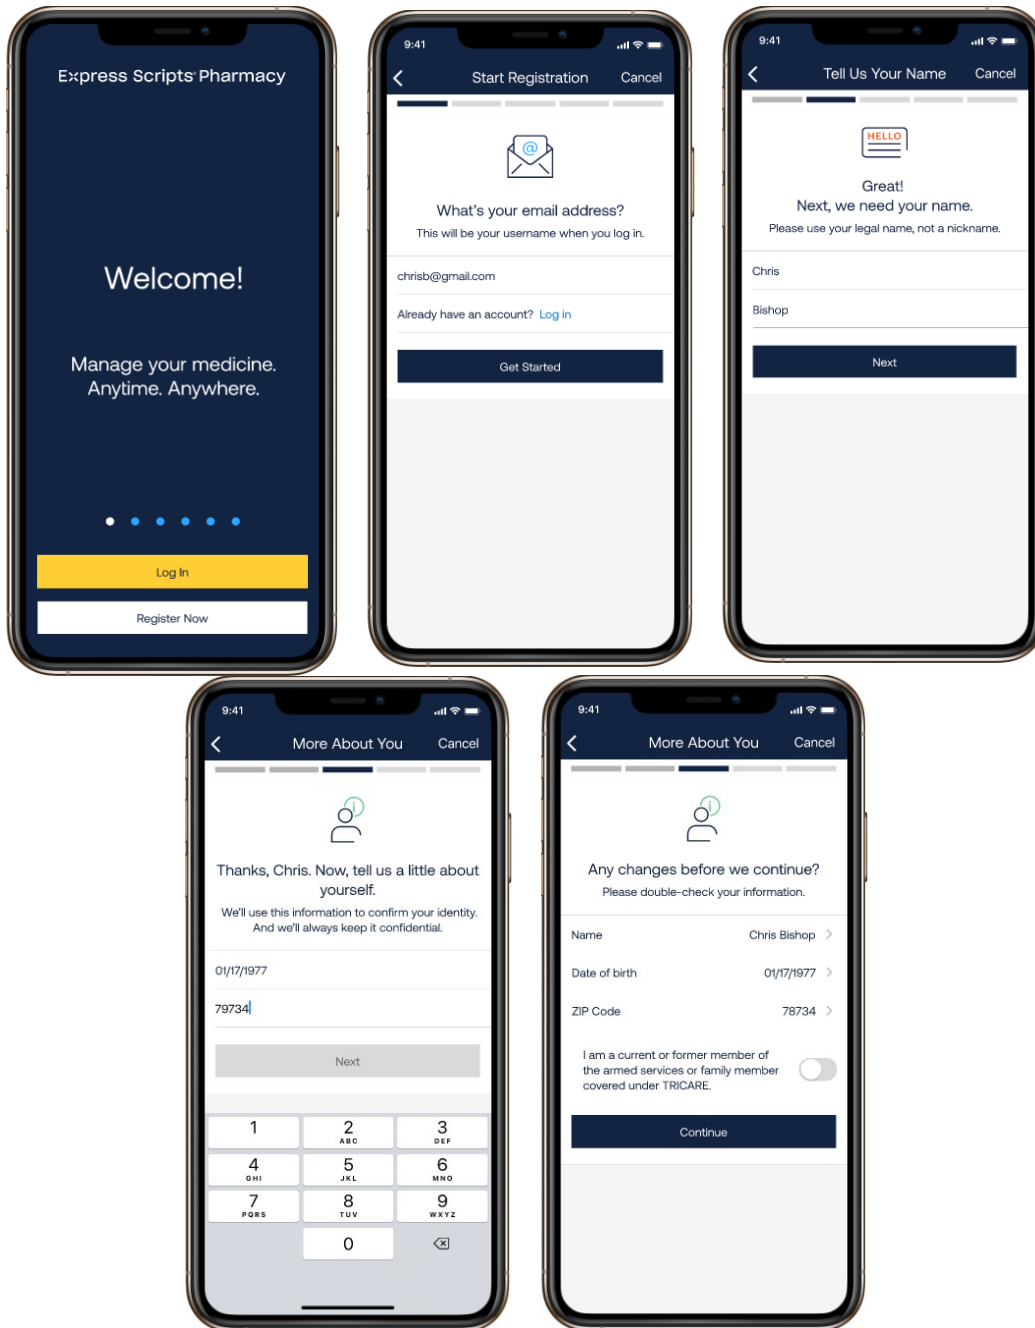 Express Scripts® Pharmacy
Welcome!
Manage your medicine.
Anytime. Anywhere.
Log In
Register Now
9:41
Start Registration Cancel
@
What's your email address?
This will be your username when you log in.
chrisb@gmail.com
Already have an account? Log in
Get Started
9:41
Tell Us Your Name Cancel
HELLO
Great!
Next, we need your name.
Please use your legal name, not a nickname.
Chris
Bishop
Next
9:41
More About You Cancel
i
Thanks, Chris. Now, tell us a little about
yourself.
We'll use this information to confirm your identity.
And we'll always keep it confidential.
01/17/1977
79734
Next
1 2 3
ABC DEF
4 5 6
GHI JKL MNO
7 8 9
PQRS TUV WXYZ
0
9:41
More About You Cancel
i
Any changes before we continue?
Please double-check your information.
Name Chris Bishop
Date of birth 01/17/1977
ZIP Code 78734
I am a current or former member of
the armed services or family member
covered under TRICARE.
Continue